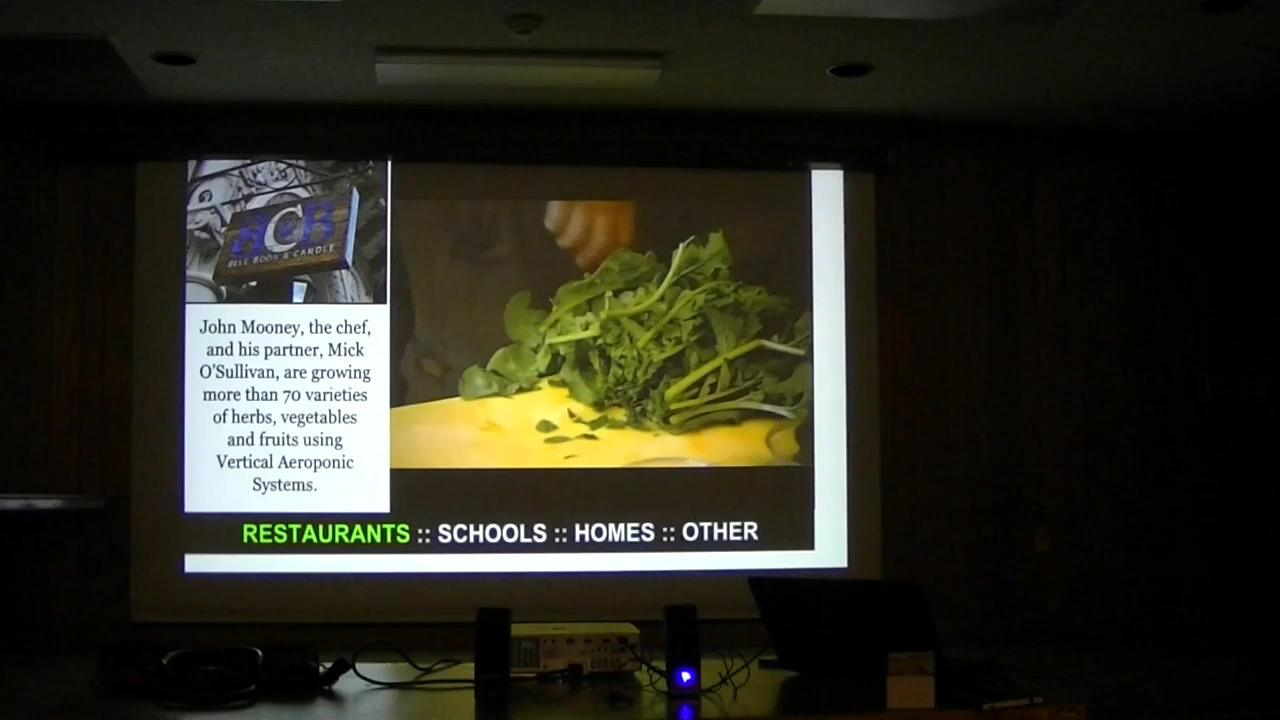 BCB
BELL BOOK & CANDLE
John Mooney, the chef,
and his partner, Mick
O'Sullivan, are growing
more than 70 varieties
of herbs, vegetables
and fruits using
Vertical Aeroponic
Systems.
RESTAURANTS :: SCHOOLS :: HOMES :: OTHER